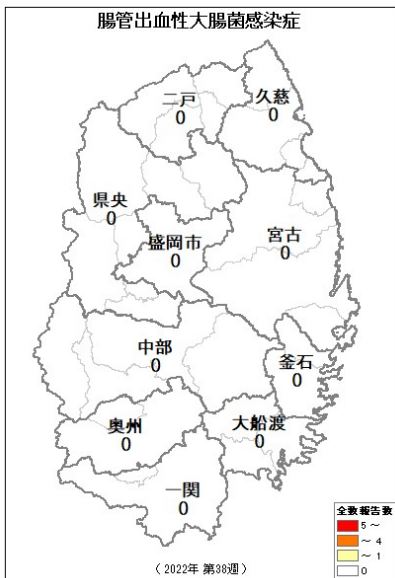 腸管出血性大腸菌感染症
二戸
0
久慈
0
県央
0
盛岡市
0
宮古
0
中部
0
釜石
0
奥州
0
大船渡
0
一関
0
全数報告数
5～
～4
～1
0
（2022年 第38週）